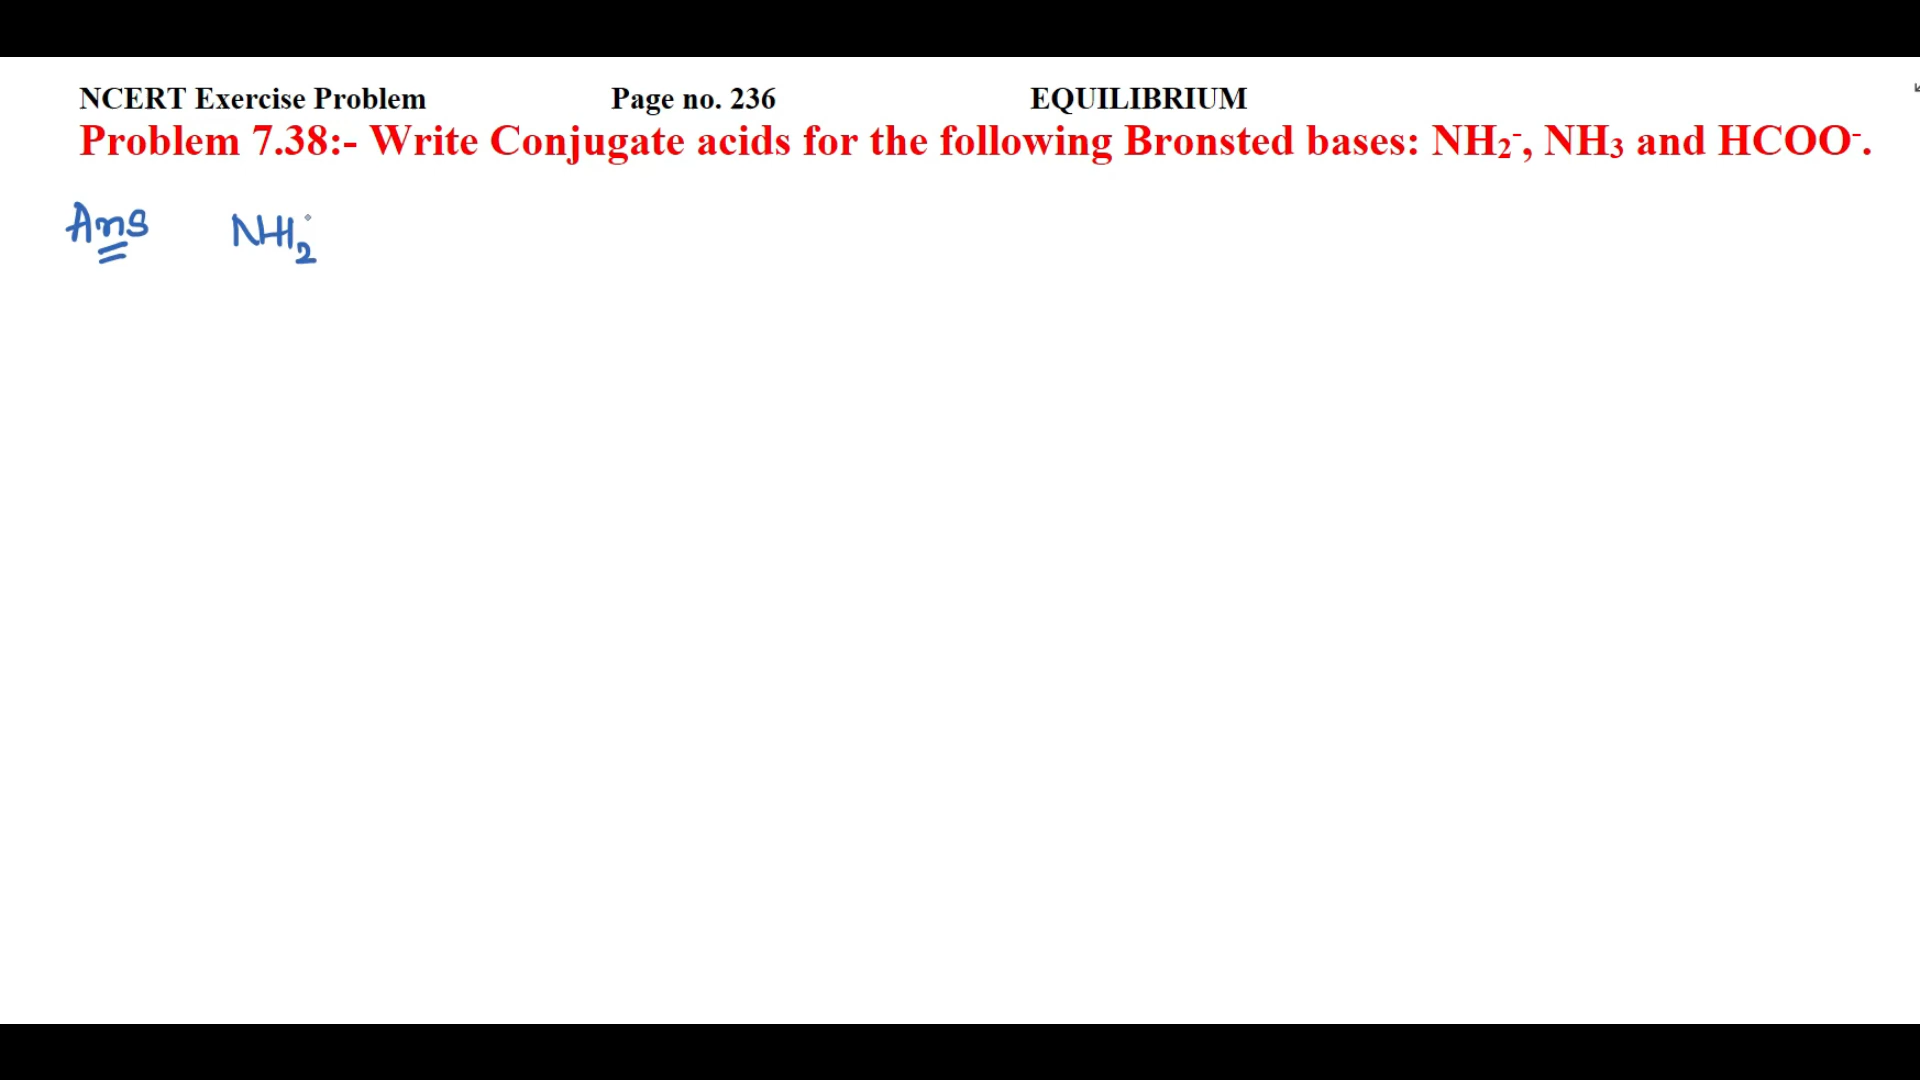 NCERT Exercise Problem Page no. 236 EQUILIBRIUM
Problem 7.38:- Write Conjugate acids for the following Bronsted bases: NH₂⁻, NH₃ and HCOO⁻.
Ans NH₂